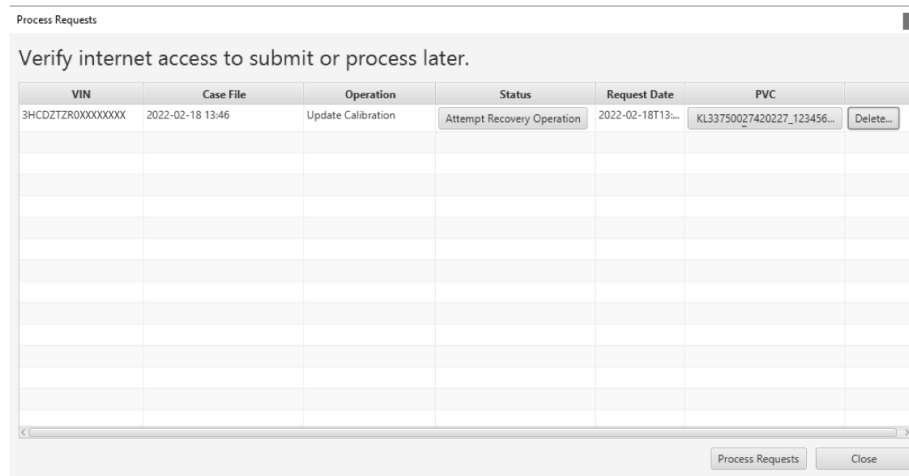 Process Requests
Verify internet access to submit or process later.
VIN Case File Operation Status Request Date PVC
3HCDZTZR0XXXXXXXX 2022-02-18 13:46 Update Calibration Attempt Recovery Operation 2022-02-18T13:... KL33750027420227_123456... Delete...
Process Requests Close